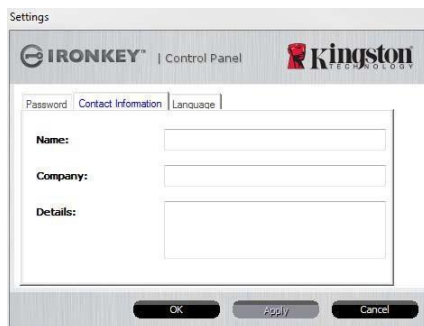 Settings
IRONKEY™ | Control Panel
Kingston
TECHNOLOGY
Password Contact Information Language
Name:
Company:
Details:
OK Apply Cancel